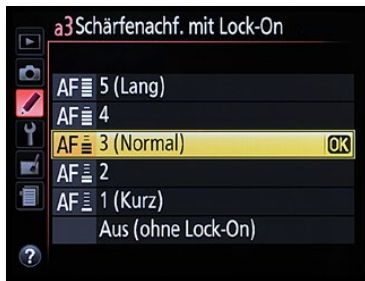 a3 Schärfenachf. mit Lock-On
AF 5 (Lang)
AF 4
AF 3 (Normal) OK
AF 2
AF 1 (Kurz)
Aus (ohne Lock-On)
?